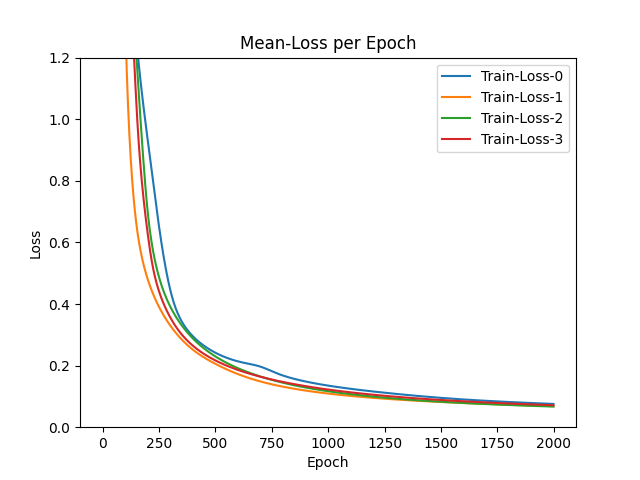 Mean-Loss per Epoch
Train-Loss-0
Train-Loss-1
Train-Loss-2
Train-Loss-3
Loss
1.2
1.0
0.8
0.6
0.4
0.2
0.0
0 250 500 750 1000 1250 1500 1750 2000
Epoch